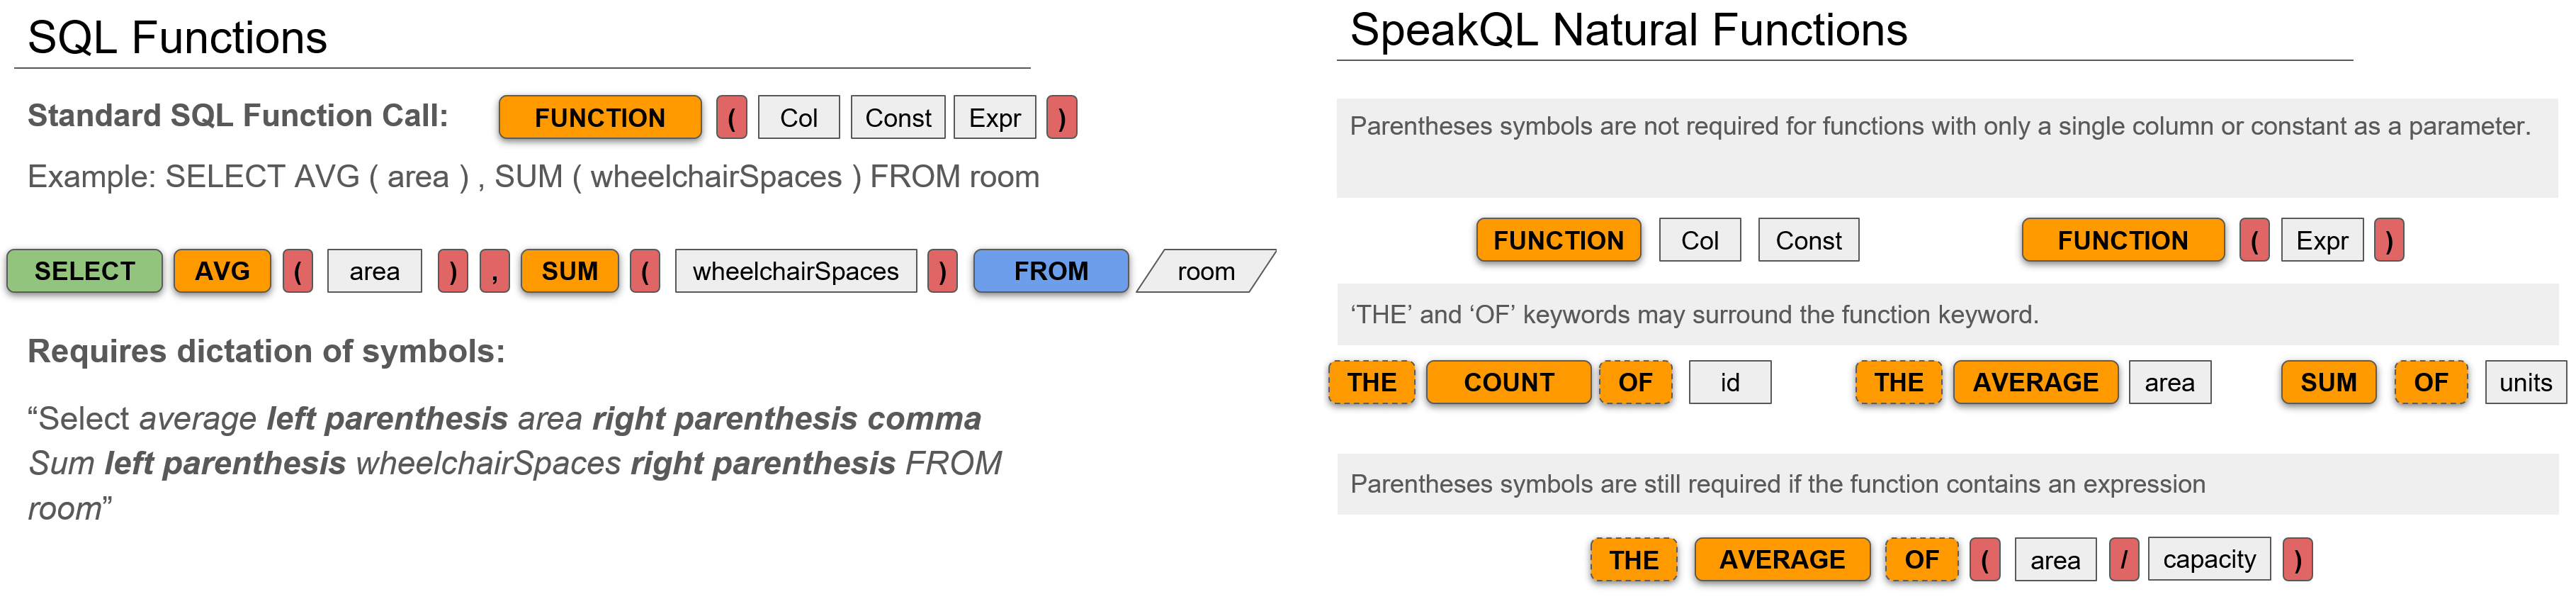 SQL Functions
Standard SQL Function Call: FUNCTION ( Col Const Expr )
Example: SELECT AVG ( area ) , SUM ( wheelchairSpaces ) FROM room
SELECT AVG ( area ) , SUM ( wheelchairSpaces ) FROM room
Requires dictation of symbols:
“Select average left parenthesis area right parenthesis comma
Sum left parenthesis wheelchairSpaces right parenthesis FROM
room”
SpeakQL Natural Functions
Parentheses symbols are not required for functions with only a single column or constant as a parameter.
FUNCTION Col Const FUNCTION ( Expr )
‘THE’ and ‘OF’ keywords may surround the function keyword.
THE COUNT OF id THE AVERAGE area SUM OF units
Parentheses symbols are still required if the function contains an expression
THE AVERAGE OF ( area / capacity )